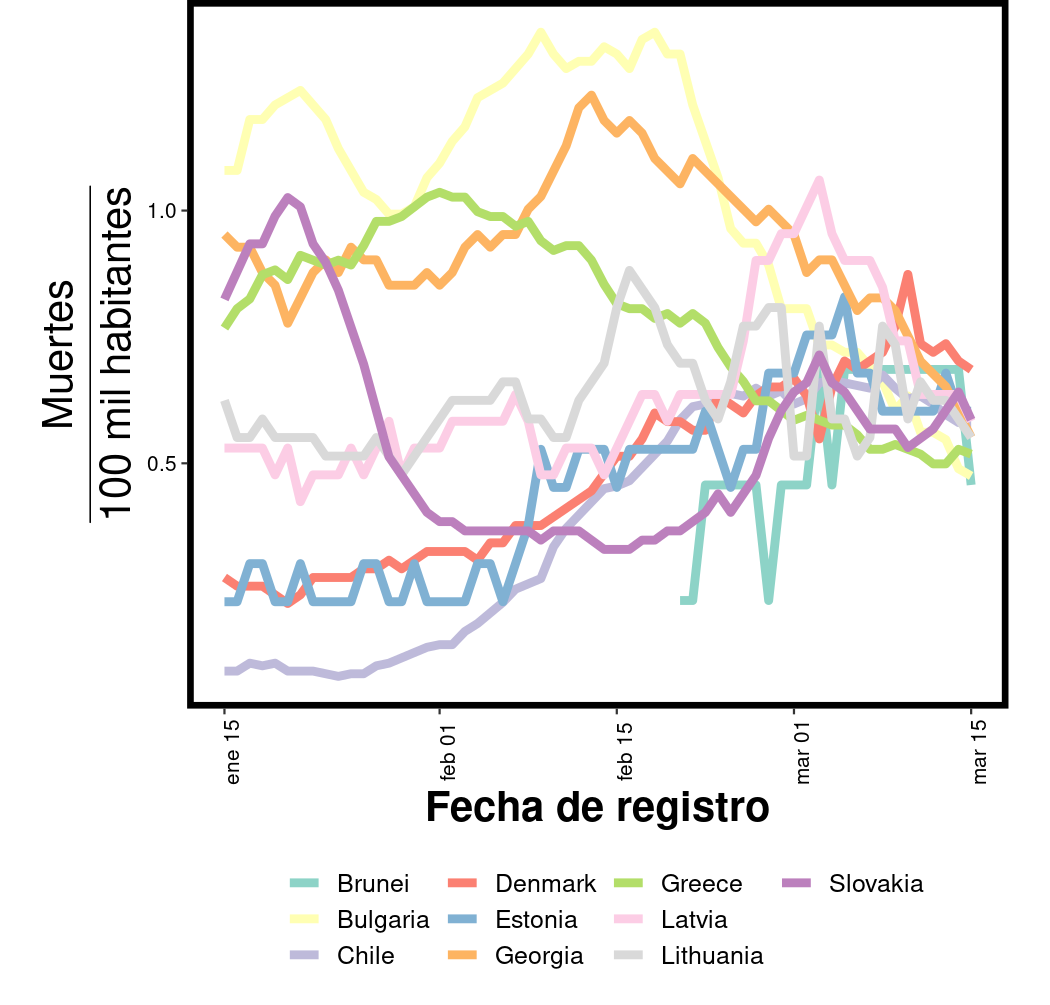 Muertes
100 mil habitantes
1.0
0.5
ene 15
feb 01
feb 15
mar 01
mar 15
Fecha de registro
Brunei
Denmark
Greece
Slovakia
Bulgaria
Estonia
Latvia
Chile
Georgia
Lithuania